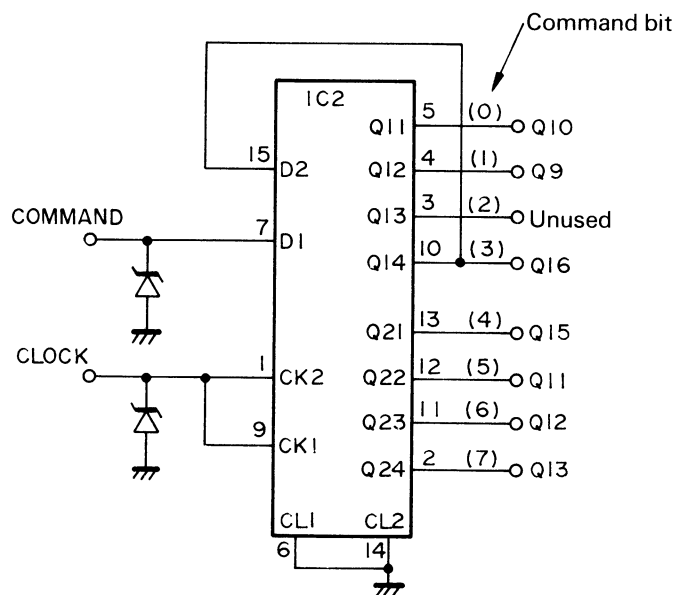 Command bit
IC2
Q11 5 (0) Q10
15 D2 Q12 4 (1) Q9
COMMAND 7 D1 Q13 3 (2) Unused
Q14 10 (3) Q16
Q21 13 (4) Q15
CLOCK 1 CK2 Q22 12 (5) Q11
9 CK1 Q23 11 (6) Q12
Q24 2 (7) Q13
CL1 CL2
6 14